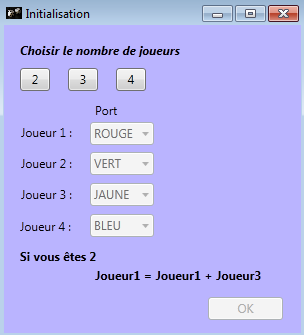 Initialisation
Choisir le nombre de joueurs
2 3 4
Port
Joueur 1 : ROUGE
Joueur 2 : VERT
Joueur 3 : JAUNE
Joueur 4 : BLEU
Si vous êtes 2
Joueur1 = Joueur1 + Joueur3
OK